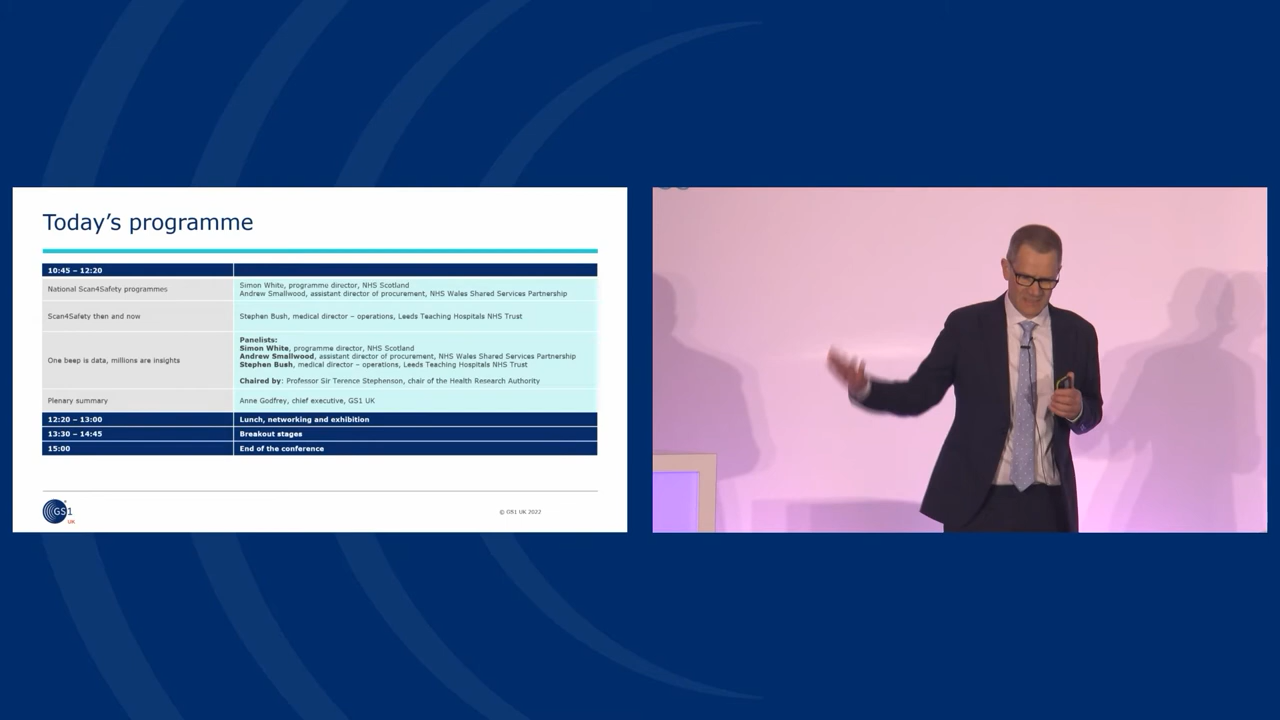 Today's programme
10:45 – 12:20
National Scan4Safety programmes
Simon White, programme director, NHS Scotland
Andrew Smallwood, assistant director of procurement, NHS Wales Shared Services Partnership
Scan4Safety then and now
Stephen Bush, medical director – operations, Leeds Teaching Hospitals NHS Trust
One beep is data, millions are insights
Panelists:
Simon White, programme director, NHS Scotland
Andrew Smallwood, assistant director of procurement, NHS Wales Shared Services Partnership
Stephen Bush, medical director – operations, Leeds Teaching Hospitals NHS Trust
Chaired by: Professor Sir Terence Stephenson, chair of the Health Research Authority
Plenary summary
Anne Godfrey, chief executive, GS1 UK
12:20 – 13:00
Lunch, networking and exhibition
13:30 – 14:45
Breakout stages
15:00
End of the conference
GS1
UK
© GS1 UK 2022